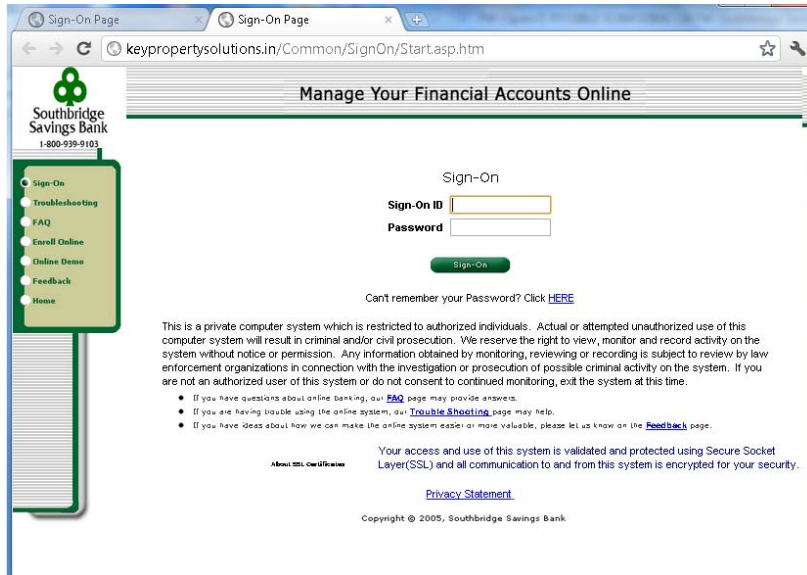 Sign-On Page
Sign-On Page
keypropertysolutions.in/Common/SignOn/Start.asp.htm
Southbridge
Savings Bank
1-800-939-9103
Manage Your Financial Accounts Online
Sign-On
Troubleshooting
FAQ
Enroll Online
Online Demo
Feedback
Home
Sign-On
Sign-On ID
Password
Sign-On
Can't remember your Password? Click HERE
This is a private computer system which is restricted to authorized individuals. Actual or attempted unauthorized use of this
computer system will result in criminal and/or civil prosecution. We reserve the right to view, monitor and record activity on the
system without notice or permission. Any information obtained by monitoring, reviewing or recording is subject to review by law
enforcement organizations in connection with the investigation or prosecution of possible criminal activity on the system. If you
are not an authorized user of this system or do not consent to continued monitoring, exit the system at this time.
If you have questions about online banking, our FAQ page may provide answers.
If you are having trouble using the online system, our Trouble Shooting page may help.
If you have ideas about how we can make the online system easier or more valuable, please let us know on the Feedback page.
About SSL Certificates
Your access and use of this system is validated and protected using Secure Socket
Layer(SSL) and all communication to and from this system is encrypted for your security.
Privacy Statement
Copyright © 2005, Southbridge Savings Bank